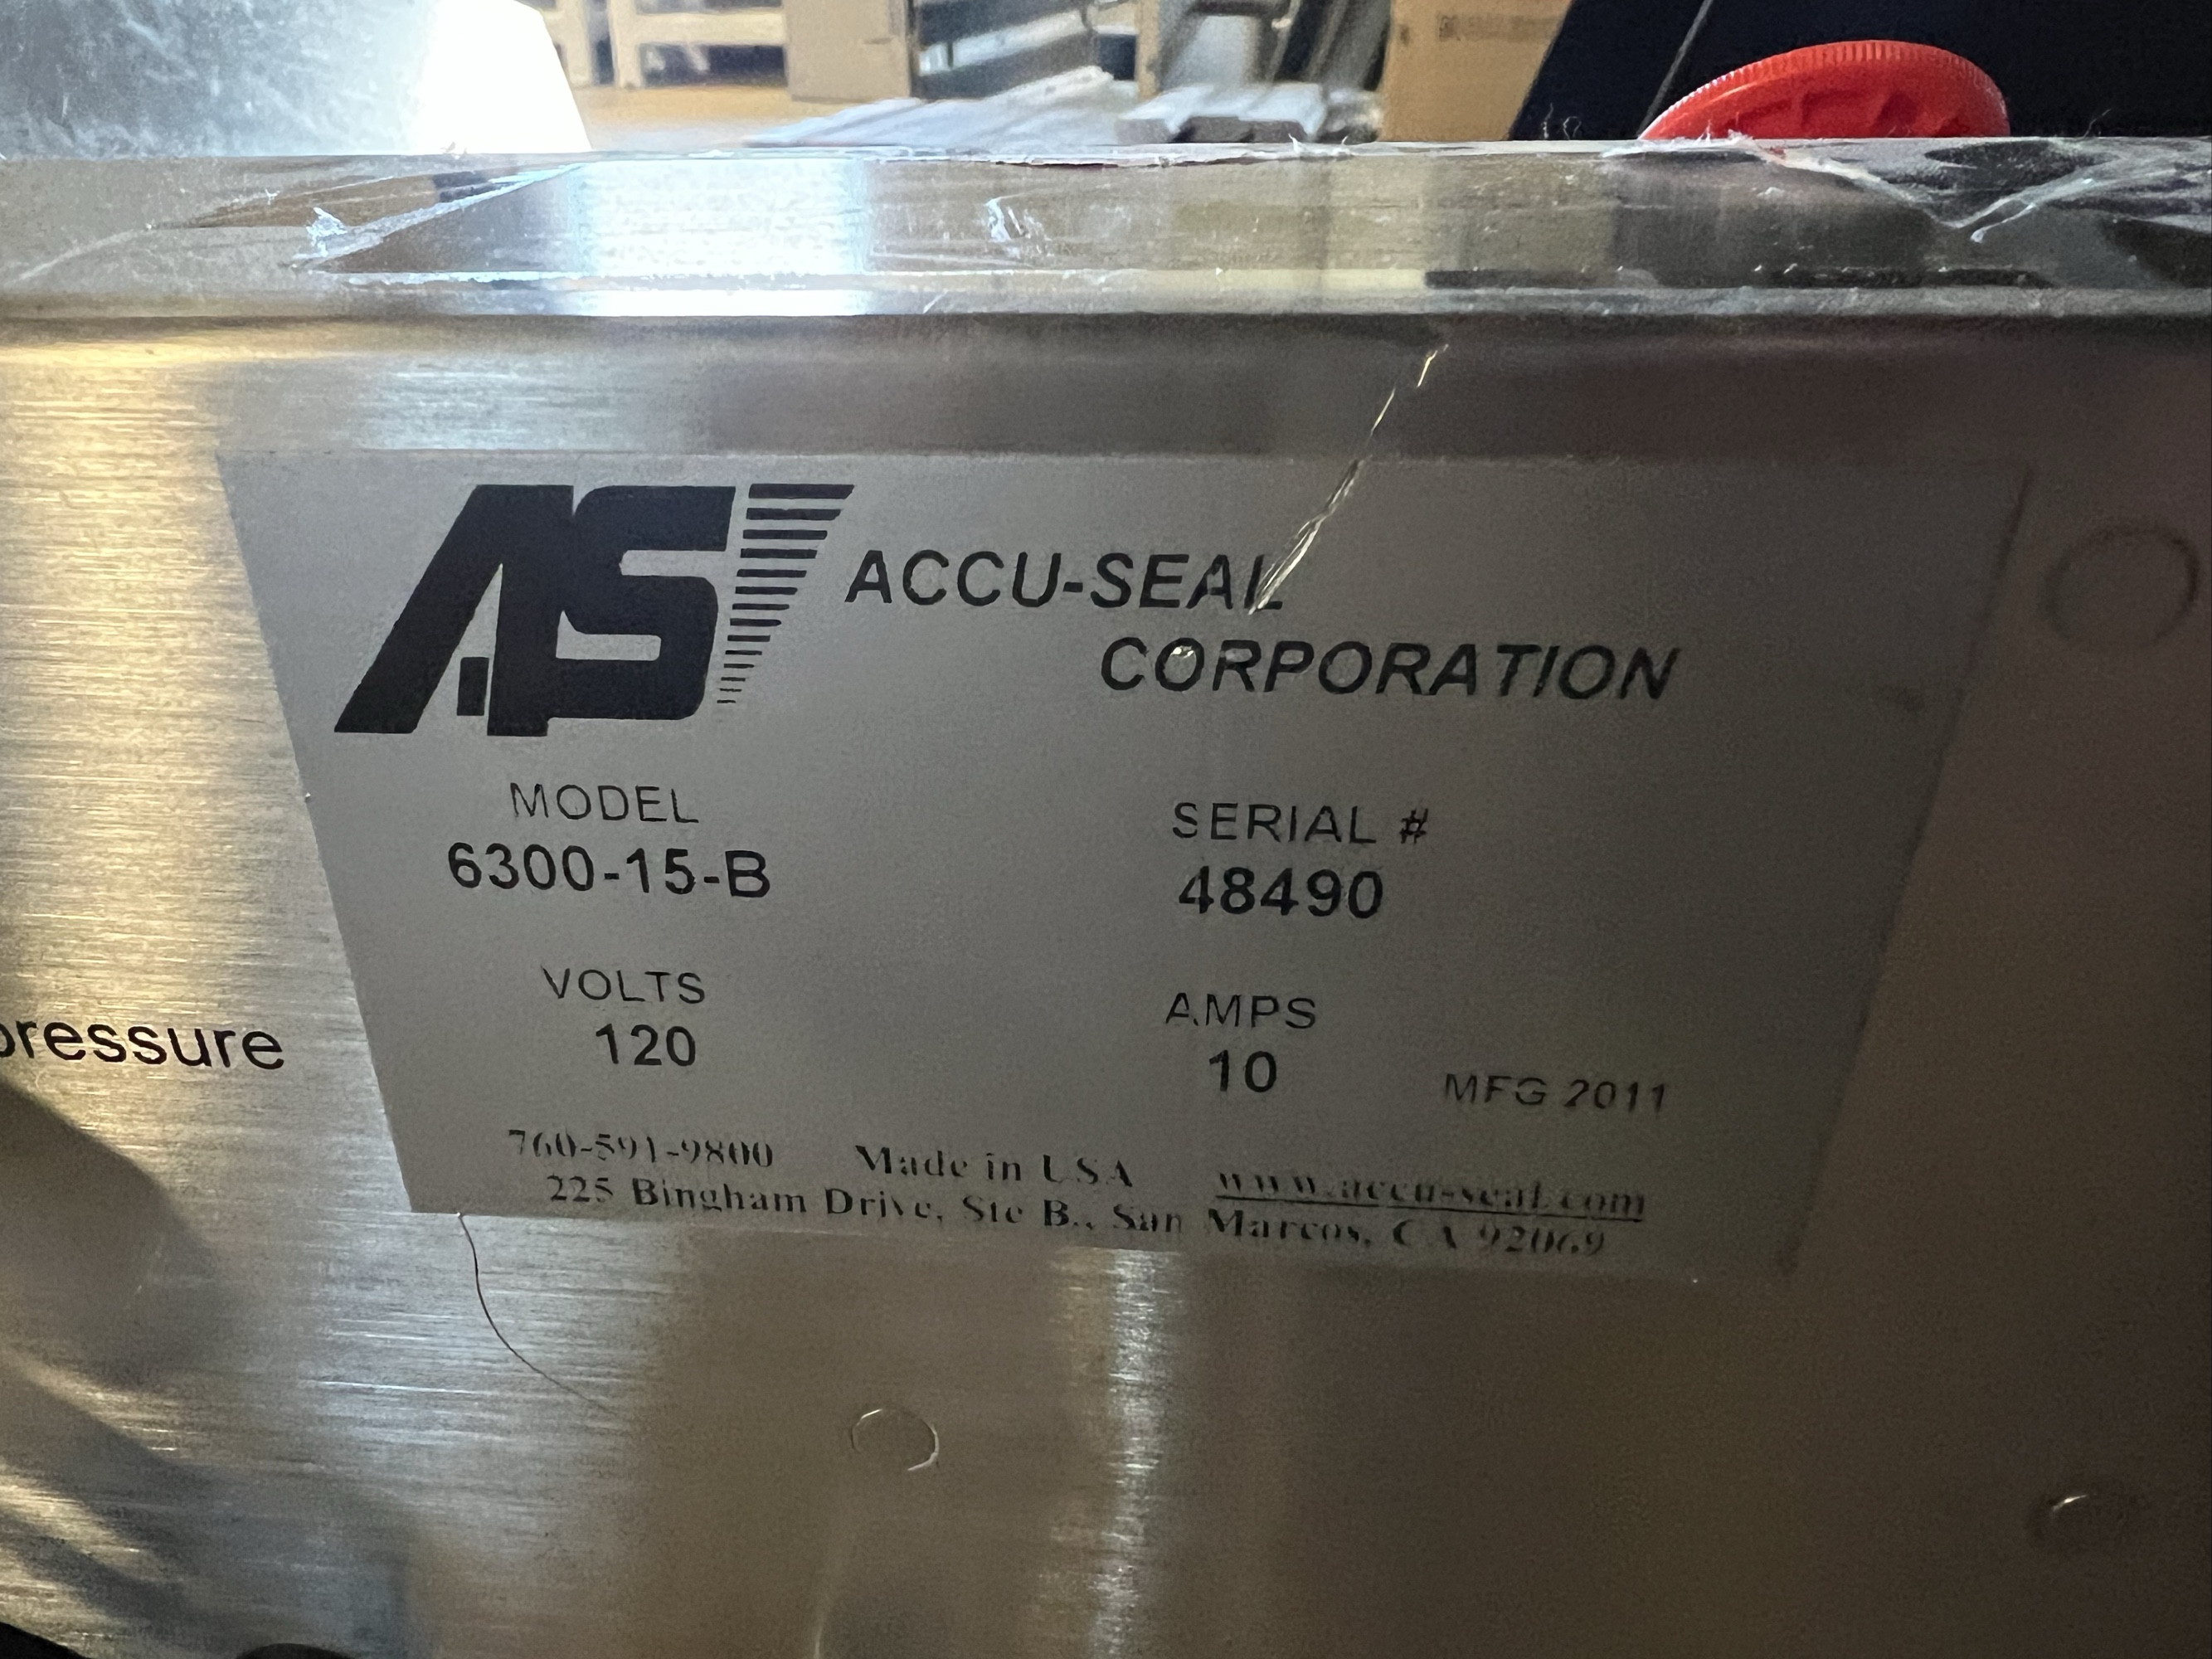 AS ACCU-SEAL
CORPORATION
MODEL
6300-15-B
SERIAL #
48490
VOLTS
120
AMPS
10
MFG 2011
pressure
760-591-9800 Made in USA www.accu-seal.com
225 Bingham Drive, Ste B., San Marcos, CA 92069